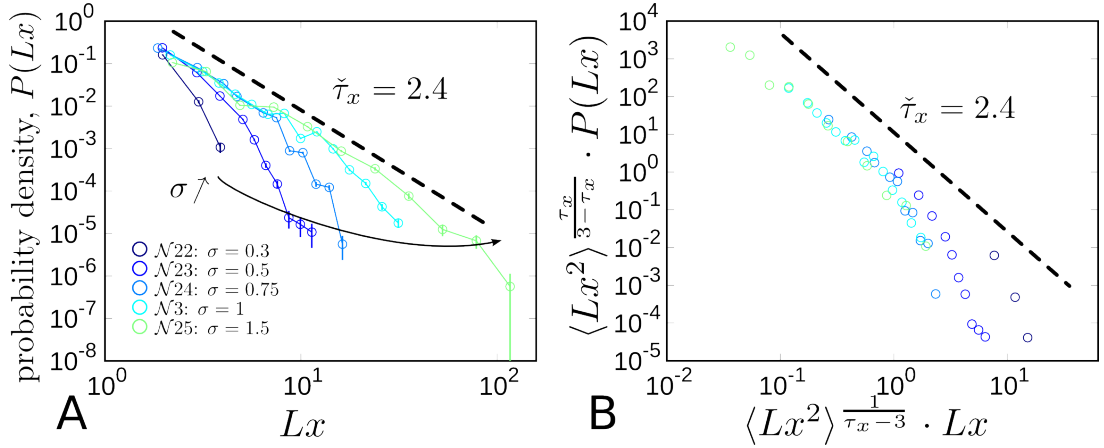 probability density, P(Lx)
10^0
10^-1
10^-2
10^-3
10^-4
10^-5
10^-6
10^-7
10^-8
τ̌_x = 2.4
σ ↗
𝒩22: σ = 0.3
𝒩23: σ = 0.5
𝒩24: σ = 0.75
𝒩3: σ = 1
𝒩25: σ = 1.5
10^0 10^1 10^2
A
Lx
⟨Lx^2⟩^(τ_x/(3−τ_x)) · P(Lx)
10^4
10^3
10^2
10^1
10^0
10^-1
10^-2
10^-3
10^-4
10^-5
τ̌_x = 2.4
10^-2 10^-1 10^0 10^1
B
⟨Lx^2⟩^(1/(τ_x−3)) · Lx